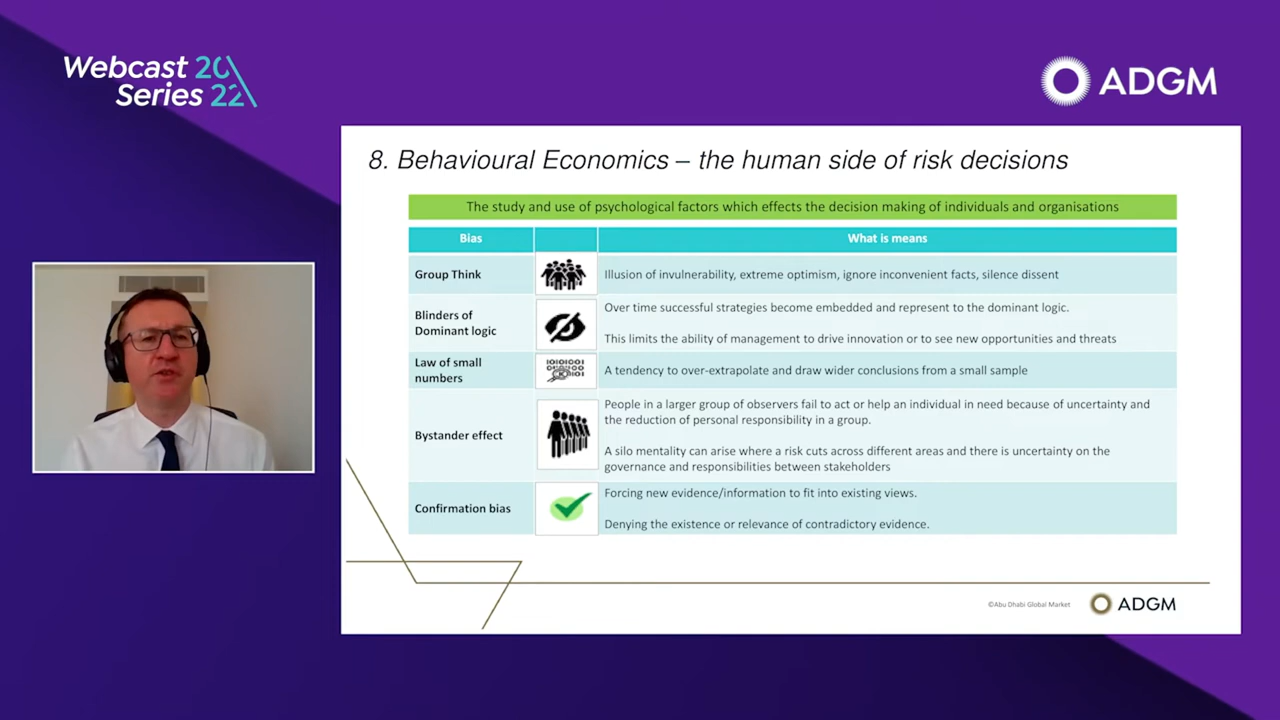 Webcast 2022
Series
ADGM
8. Behavioural Economics – the human side of risk decisions
The study and use of psychological factors which effects the decision making of individuals and organisations
Bias
What is means
Group Think
Illusion of invulnerability, extreme optimism, ignore inconvenient facts, silence dissent
Blinders of
Dominant logic
Over time successful strategies become embedded and represent to the dominant logic.
This limits the ability of management to drive innovation or to see new opportunities and threats
Law of small
numbers
A tendency to over-extrapolate and draw wider conclusions from a small sample
Bystander effect
People in a larger group of observers fail to act or help an individual in need because of uncertainty and
the reduction of personal responsibility in a group.
A silo mentality can arise where a risk cuts across different areas and there is uncertainty on the
governance and responsibilities between stakeholders
Confirmation bias
Forcing new evidence/information to fit into existing views.
Denying the existence or relevance of contradictory evidence.
©Abu Dhabi Global Market
ADGM